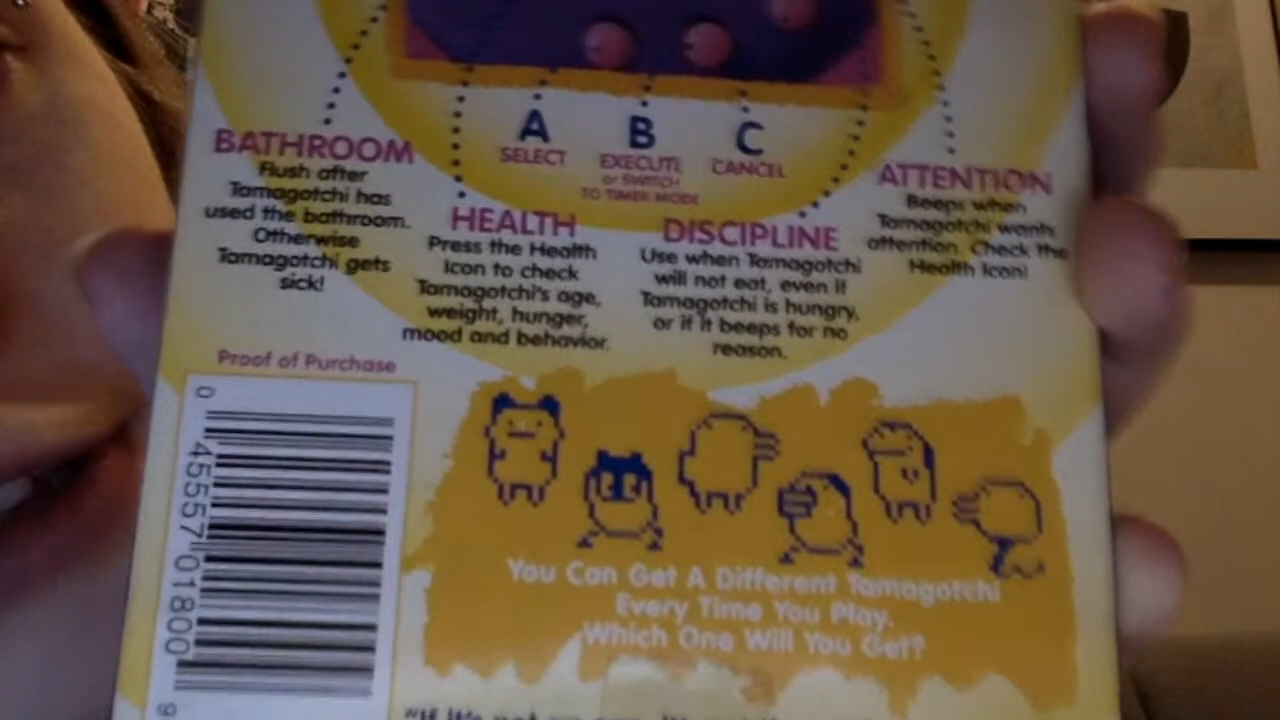 A
SELECT
B
EXECUTE
or SWITCH
TO TIMER MODE
C
CANCEL
BATHROOM
Flush after
Tamagotchi has
used the bathroom.
Otherwise
Tamagotchi gets
sick!
HEALTH
Press the Health
Icon to check
Tamagotchi's age,
weight, hunger,
mood and behavior.
DISCIPLINE
Use when Tamagotchi
will not eat, even if
Tamagotchi is hungry,
or if it beeps for no
reason.
ATTENTION
Beeps when
Tamagotchi wants
attention. Check the
Health Icon!
Proof of Purchase
0 45557 01800 9
You Can Get A Different Tamagotchi
Every Time You Play.
Which One Will You Get?